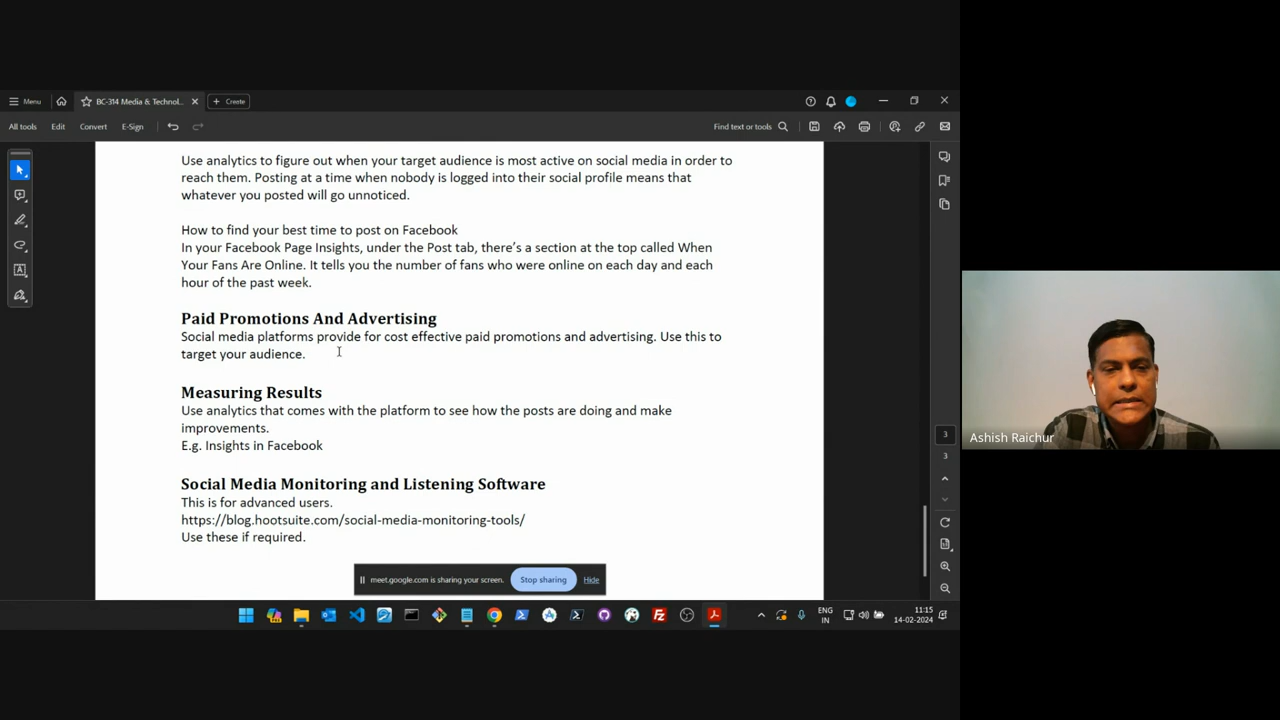 Menu
BC-314 Media & Technol...
Create
All tools
Edit
Convert
E-Sign
Find text or tools
Use analytics to figure out when your target audience is most active on social media in order to
reach them. Posting at a time when nobody is logged into their social profile means that
whatever you posted will go unnoticed.
How to find your best time to post on Facebook
In your Facebook Page Insights, under the Post tab, there's a section at the top called When
Your Fans Are Online. It tells you the number of fans who were online on each day and each
hour of the past week.
Paid Promotions And Advertising
Social media platforms provide for cost effective paid promotions and advertising. Use this to
target your audience.
Measuring Results
Use analytics that comes with the platform to see how the posts are doing and make
improvements.
E.g. Insights in Facebook
Social Media Monitoring and Listening Software
This is for advanced users.
https://blog.hootsuite.com/social-media-monitoring-tools/
Use these if required.
3
3
meet.google.com is sharing your screen.
Stop sharing
Hide
ENG
IN
11:15
14-02-2024
Ashish Raichur